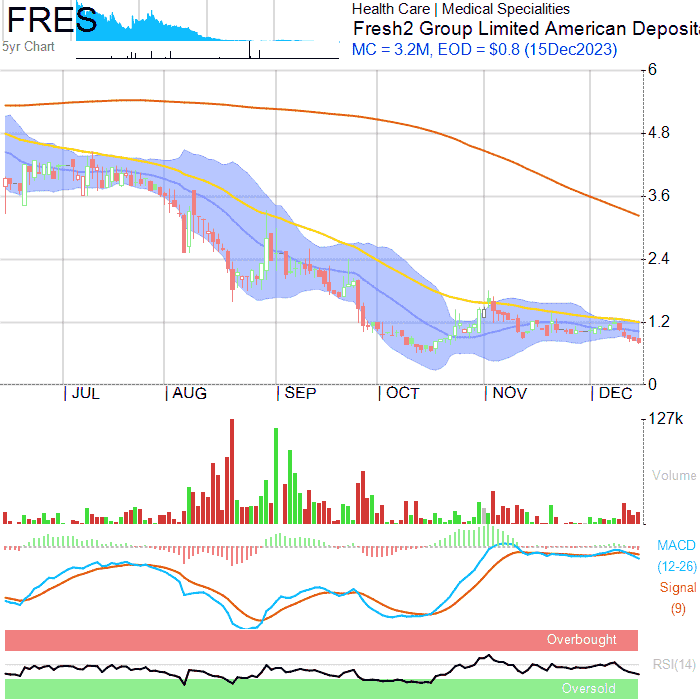 FRES
5yr Chart
Health Care | Medical Specialities
Fresh2 Group Limited American Deposit
MC = 3.2M, EOD = $0.8 (15Dec2023)
6
4.8
3.6
2.4
1.2
0
JUL
AUG
SEP
OCT
NOV
DEC
127k
Volume
MACD
(12-26)
Signal
(9)
Overbought
RSI(14)
Oversold